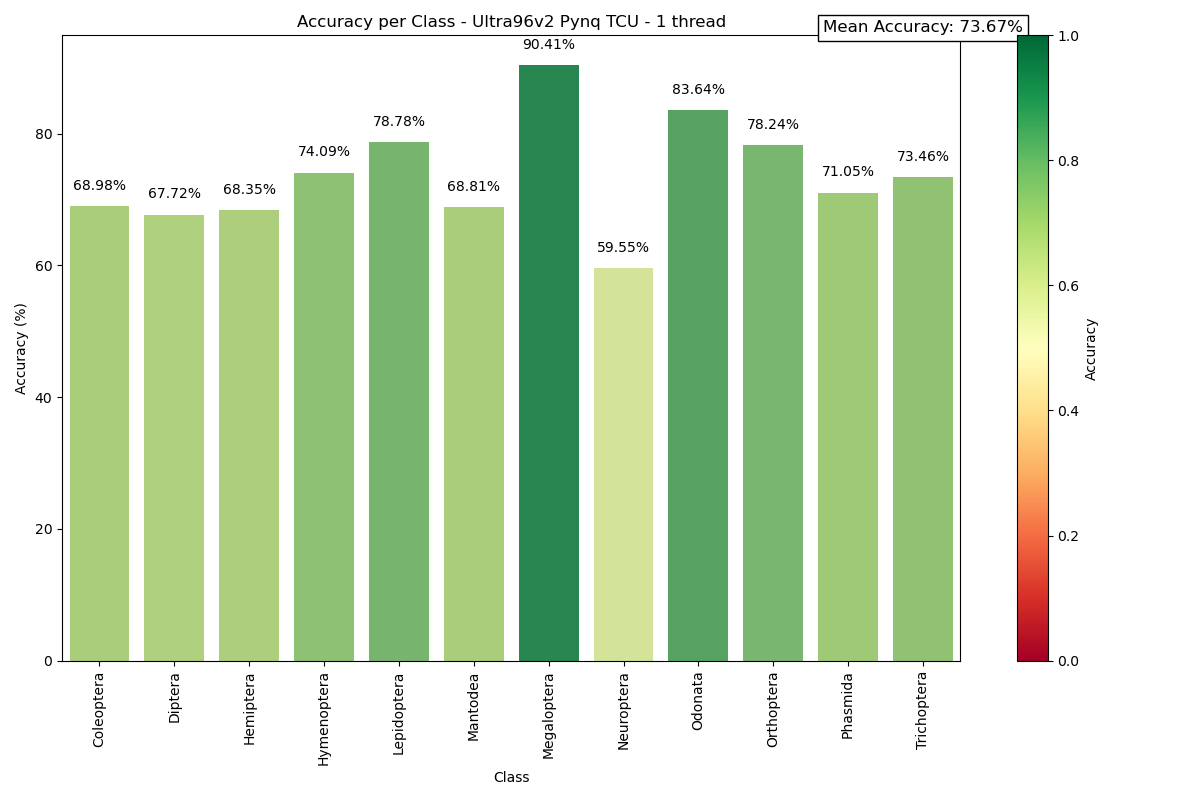 Accuracy per Class - Ultra96v2 Pynq TCU - 1 thread
Mean Accuracy: 73.67%
Accuracy (%)
80
60
40
20
0
68.98%
67.72%
68.35%
74.09%
78.78%
68.81%
90.41%
59.55%
83.64%
78.24%
71.05%
73.46%
Coleoptera
Diptera
Hemiptera
Hymenoptera
Lepidoptera
Mantodea
Megaloptera
Neuroptera
Odonata
Orthoptera
Phasmida
Trichoptera
Class
1.0
0.8
0.6
0.4
0.2
0.0
Accuracy